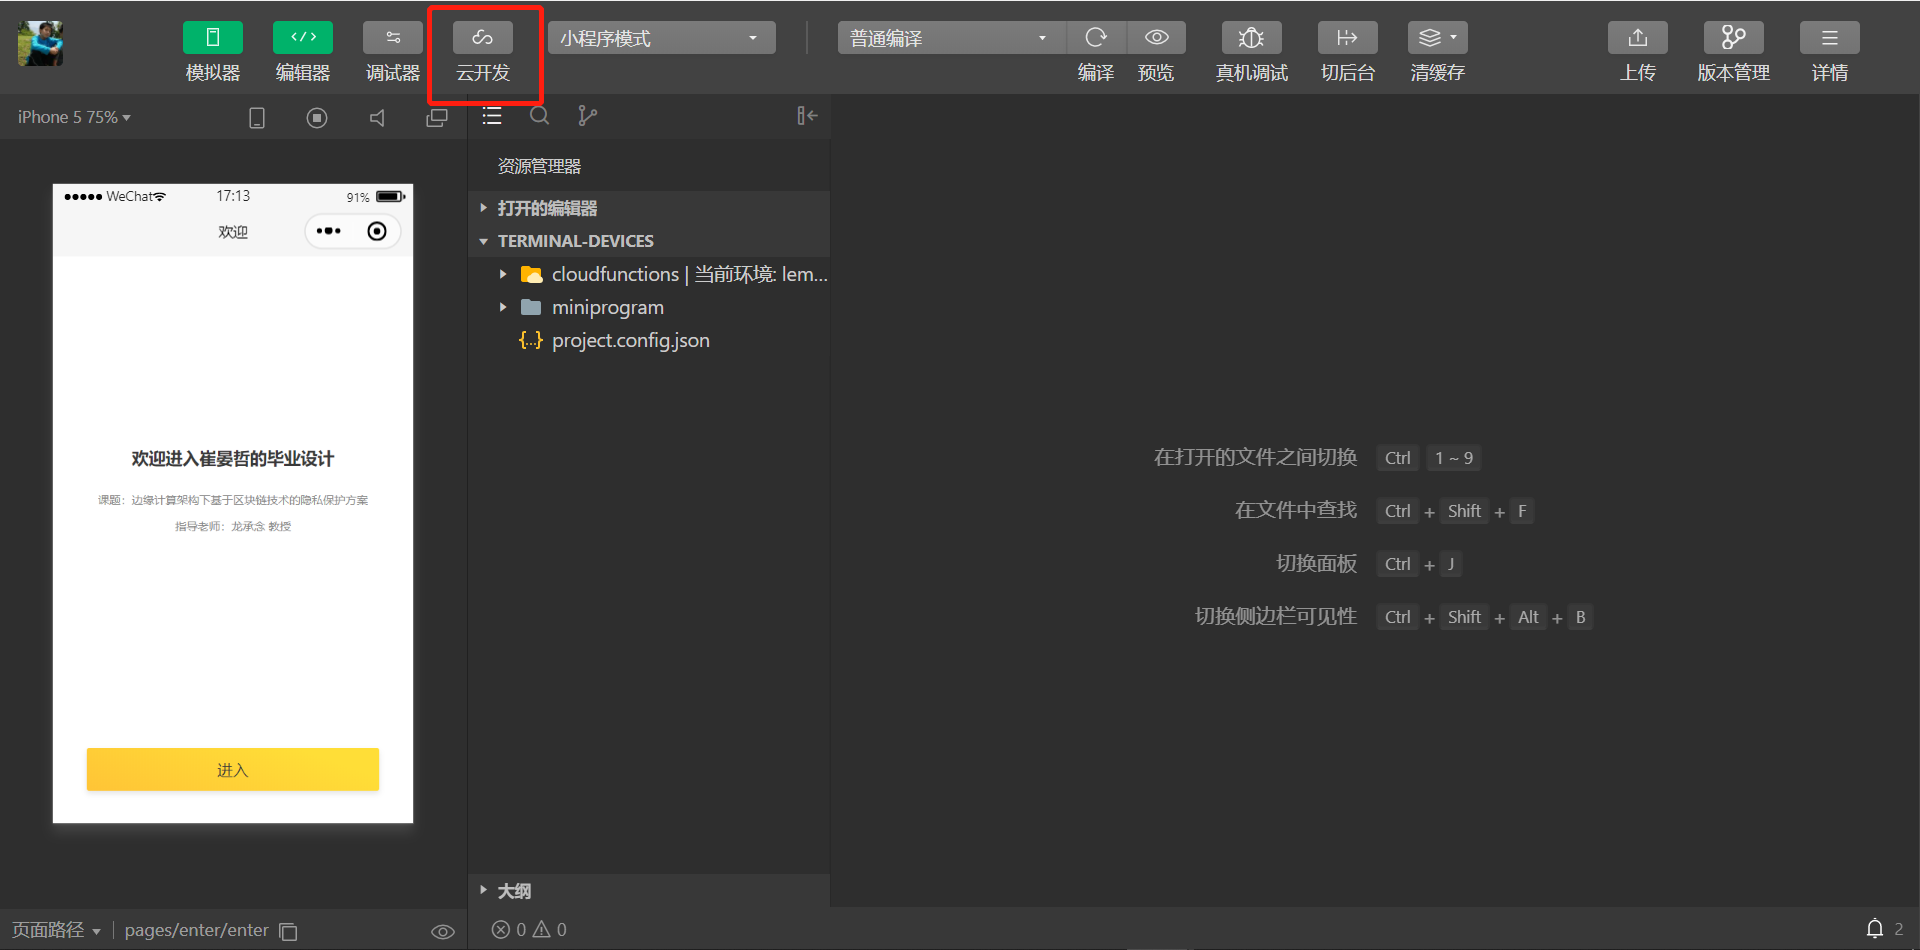 模拟器 编辑器 调试器 云开发 小程序模式 普通编译 编译 预览 真机调试 切后台 清缓存 上传 版本管理 详情
iPhone 5 75%
WeChat 17:13 91%
欢迎
欢迎进入崔晏哲的毕业设计
课题：边缘计算架构下基于区块链技术的隐私保护方案
指导老师：龙承念 教授
进入
页面路径 pages/enter/enter
资源管理器
打开的编辑器
TERMINAL-DEVICES
cloudfunctions | 当前环境: lem...
miniprogram
{..} project.config.json
大纲
0 0
在打开的文件之间切换 Ctrl 1 ~ 9
在文件中查找 Ctrl + Shift + F
切换面板 Ctrl + J
切换侧边栏可见性 Ctrl + Shift + Alt + B
2